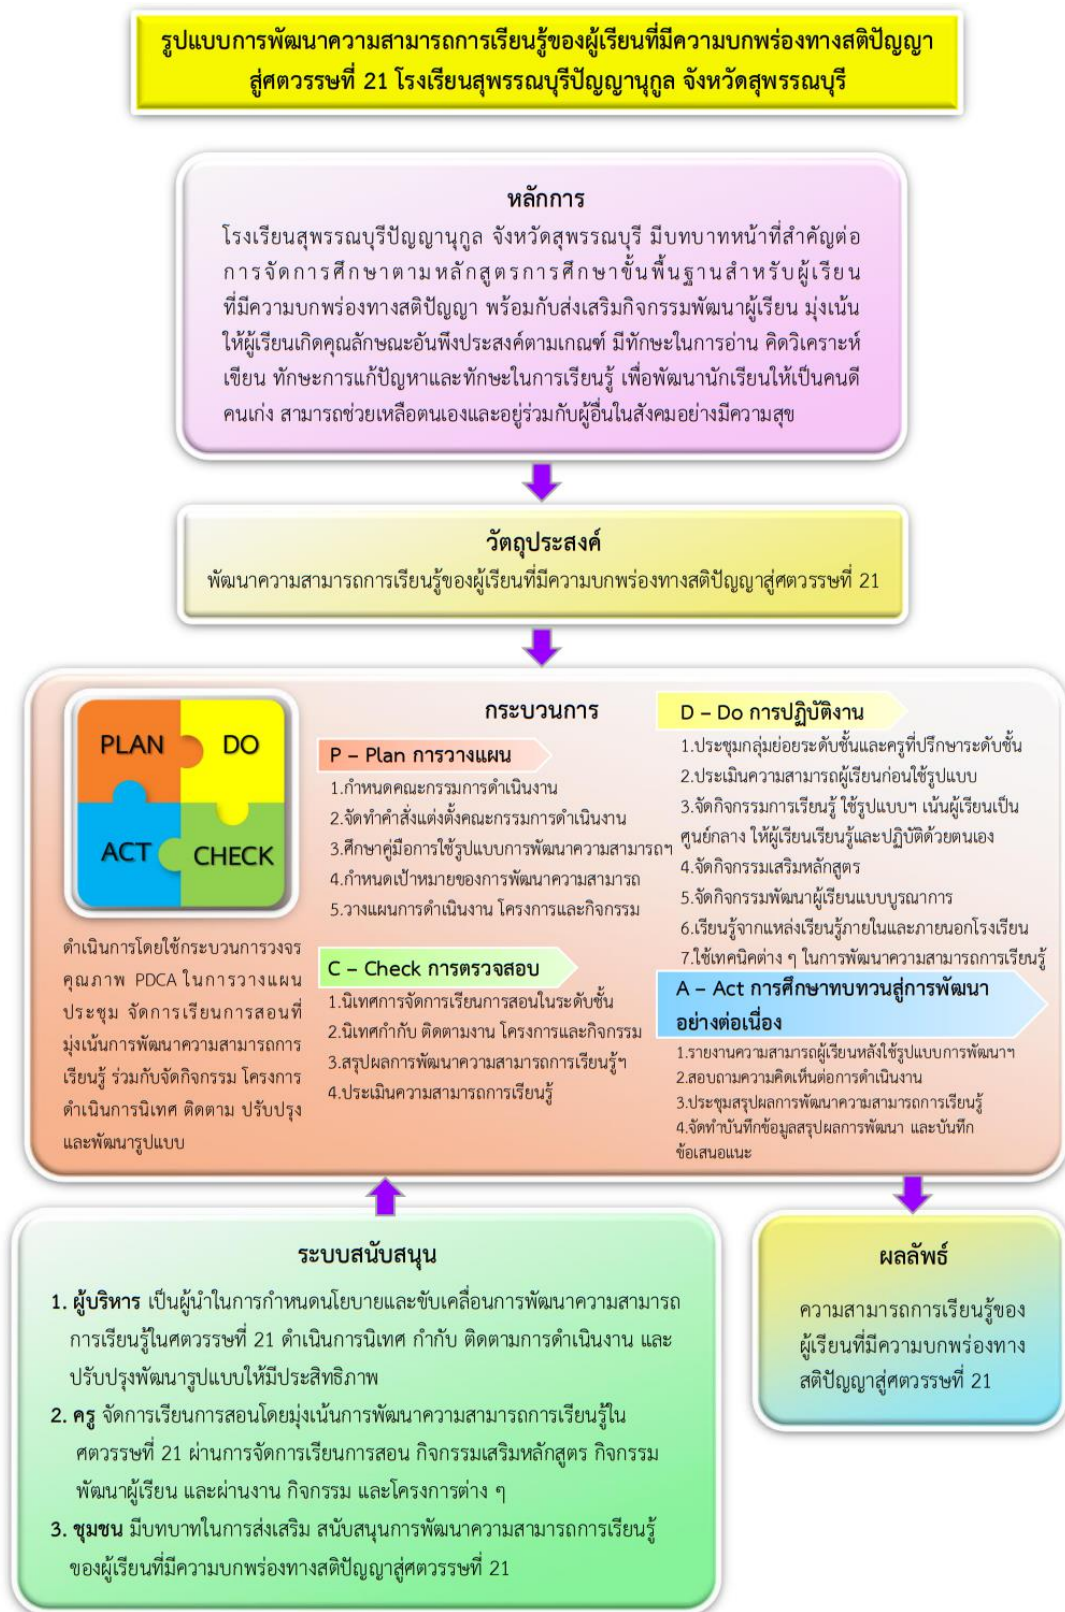 รูปแบบการพัฒนาความสามารถการเรียนรู้ของผู้เรียนที่มีความบกพร่องทางสติปัญญา
สู่ศตวรรษที่ 21 โรงเรียนสุพรรณบุรีปัญญานุกูล จังหวัดสุพรรณบุรี
หลักการ
โรงเรียนสุพรรณบุรีปัญญานุกูล จังหวัดสุพรรณบุรี มีบทบาทหน้าที่สำคัญต่อ
การจัดการศึกษาตามหลักสูตรการศึกษาขั้นพื้นฐานสำหรับผู้เรียน
ที่มีความบกพร่องทางสติปัญญา พร้อมกับส่งเสริมกิจกรรมพัฒนาผู้เรียน มุ่งเน้น
ให้ผู้เรียนเกิดคุณลักษณะอันพึงประสงค์ตามเกณฑ์ มีทักษะในการอ่าน คิดวิเคราะห์
เขียน ทักษะการแก้ปัญหาและทักษะในการเรียนรู้ เพื่อพัฒนานักเรียนให้เป็นคนดี
คนเก่ง สามารถช่วยเหลือตนเองและอยู่ร่วมกับผู้อื่นในสังคมอย่างมีความสุข
วัตถุประสงค์
พัฒนาความสามารถการเรียนรู้ของผู้เรียนที่มีความบกพร่องทางสติปัญญาสู่ศตวรรษที่ 21
กระบวนการ
PLAN
DO
ACT
CHECK
ดำเนินการโดยใช้กระบวนการวงจร
คุณภาพ PDCA ในการวางแผน
ประชุม จัดการเรียนการสอนที่
มุ่งเน้นการพัฒนาความสามารถการ
เรียนรู้ ร่วมกับจัดกิจกรรม โครงการ
ดำเนินการนิเทศ ติดตาม ปรับปรุง
และพัฒนารูปแบบ
P – Plan การวางแผน
1.กำหนดคณะกรรมการดำเนินงาน
2.จัดทำคำสั่งแต่งตั้งคณะกรรมการดำเนินงาน
3.ศึกษาคู่มือการใช้รูปแบบการพัฒนาความสามารถฯ
4.กำหนดเป้าหมายของการพัฒนาความสามารถ
5.วางแผนการดำเนินงาน โครงการและกิจกรรม
D – Do การปฏิบัติงาน
1.ประชุมกลุ่มย่อยระดับชั้นและครูที่ปรึกษาระดับชั้น
2.ประเมินความสามารถผู้เรียนก่อนใช้รูปแบบ
3.จัดกิจกรรมการเรียนรู้ ใช้รูปแบบฯ เน้นผู้เรียนเป็น
ศูนย์กลาง ให้ผู้เรียนเรียนรู้และปฏิบัติด้วยตนเอง
4.จัดกิจกรรมเสริมหลักสูตร
5.จัดกิจกรรมพัฒนาผู้เรียนแบบบูรณาการ
6.เรียนรู้จากแหล่งเรียนรู้ภายในและภายนอกโรงเรียน
7.ใช้เทคนิคต่าง ๆ ในการพัฒนาความสามารถการเรียนรู้
C – Check การตรวจสอบ
1.นิเทศการจัดการเรียนการสอนในระดับชั้น
2.นิเทศกำกับ ติดตามงาน โครงการและกิจกรรม
3.สรุปผลการพัฒนาความสามารถการเรียนรู้ฯ
4.ประเมินความสามารถการเรียนรู้
A – Act การศึกษาทบทวนสู่การพัฒนา
อย่างต่อเนื่อง
1.รายงานความสามารถผู้เรียนหลังใช้รูปแบบการพัฒนาฯ
2.สอบถามความคิดเห็นต่อการดำเนินงาน
3.ประชุมสรุปผลการพัฒนาความสามารถการเรียนรู้
4.จัดทำบันทึกข้อมูลสรุปผลการพัฒนา และบันทึก
ข้อเสนอแนะ
ระบบสนับสนุน
1. ผู้บริหาร เป็นผู้นำในการกำหนดนโยบายและขับเคลื่อนการพัฒนาความสามารถ
การเรียนรู้ในศตวรรษที่ 21 ดำเนินการนิเทศ กำกับ ติดตามการดำเนินงาน และ
ปรับปรุงพัฒนารูปแบบให้มีประสิทธิภาพ
2. ครู จัดการเรียนการสอนโดยมุ่งเน้นการพัฒนาความสามารถการเรียนรู้ใน
ศตวรรษที่ 21 ผ่านการจัดการเรียนการสอน กิจกรรมเสริมหลักสูตร กิจกรรม
พัฒนาผู้เรียน และผ่านงาน กิจกรรม และโครงการต่าง ๆ
3. ชุมชน มีบทบาทในการส่งเสริม สนับสนุนการพัฒนาความสามารถการเรียนรู้
ของผู้เรียนที่มีความบกพร่องทางสติปัญญาสู่ศตวรรษที่ 21
ผลลัพธ์
ความสามารถการเรียนรู้ของ
ผู้เรียนที่มีความบกพร่องทาง
สติปัญญาสู่ศตวรรษที่ 21